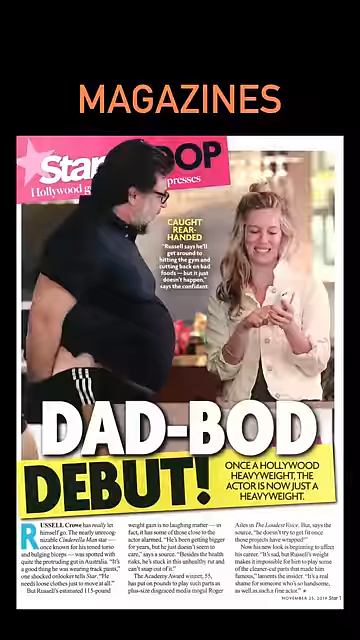 MAGAZINES
Star
POP
Hollywood
presses
CAUGHT
REAR-
HANDED
"Russell says he'll
get around to
hitting the gym and
cutting back on bad
foods — but it just
doesn't happen,"
says the confidant.
DAD-BOD
DEBUT!
ONCE A HOLLYWOOD
HEAVYWEIGHT, THE
ACTOR IS NOW JUST A
HEAVYWEIGHT.
RUSSELL Crowe has really let
himself go. The nearly unrecog-
nizable Cinderella Man star —
once known for his toned torso
and bulging biceps — was spotted with
quite the protruding gut in Australia. "It's
a good thing he was wearing track pants,"
one shocked onlooker tells Star. "He
needs loose clothes just to move at all."
But Russell's estimated 115-pound
weight gain is no laughing matter — in
fact, it has some of those close to the
actor alarmed. "He's been getting bigger
for years, but he just doesn't seem to
care," says a source. "Besides the health
risks, he's stuck in this unhealthy rut and
can't snap out of it."
The Academy Award winner, 55,
has put on pounds to play such parts as
plus-size disgraced media mogul Roger
Ailes in The Loudest Voice. But, says the
source, "he doesn't try to get fit once
those projects have wrapped!"
Now his new look is beginning to affect
his career. "It's sad, but Russell's weight
makes it impossible for him to play some
of the clean-cut parts that made him
famous," laments the insider. "It's a real
shame for someone who's so handsome,
as well as such a fine actor."
NOVEMBER 25, 2019 Star